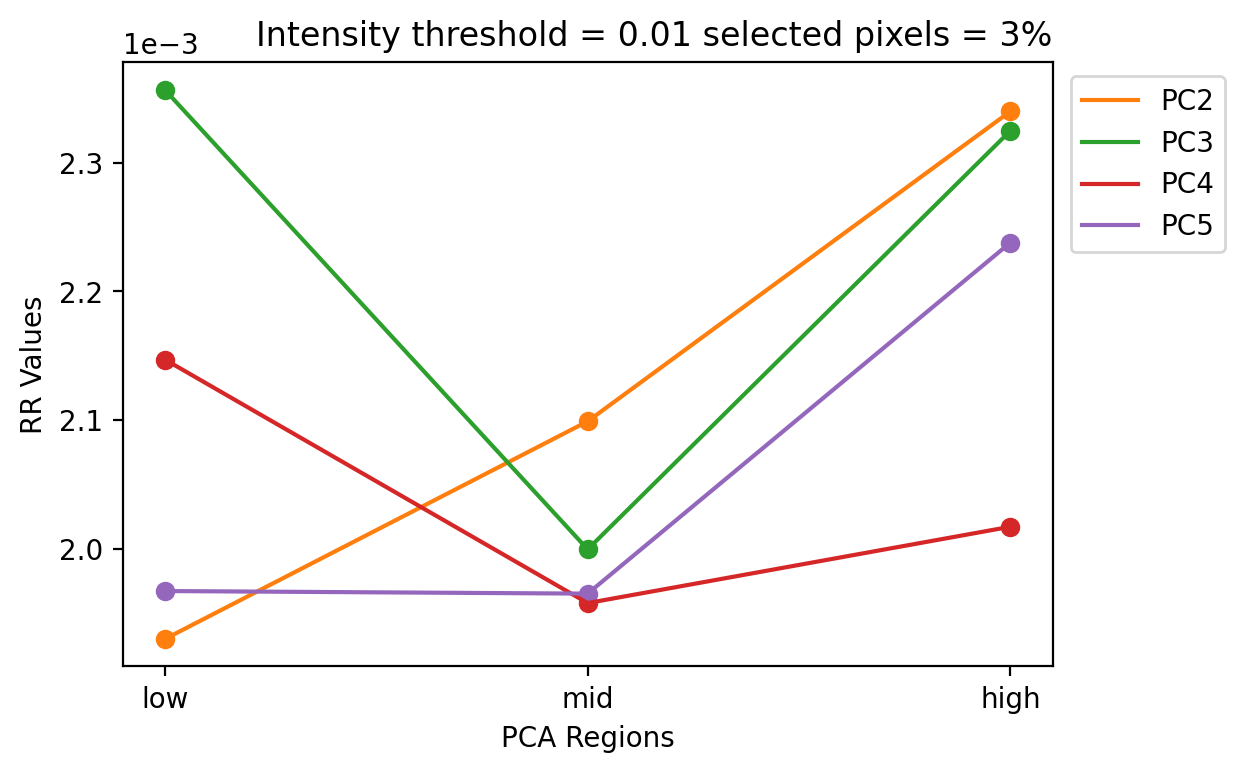 Intensity threshold = 0.01 selected pixels = 3%
1e−3
2.3
2.2
2.1
2.0
RR Values
low
mid
high
PCA Regions
PC2
PC3
PC4
PC5